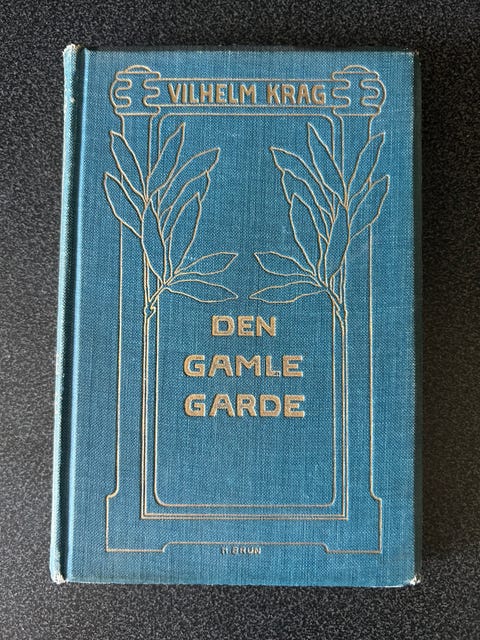 VILHELM KRAG
DEN
GAMLE
GARDE
H BRUN